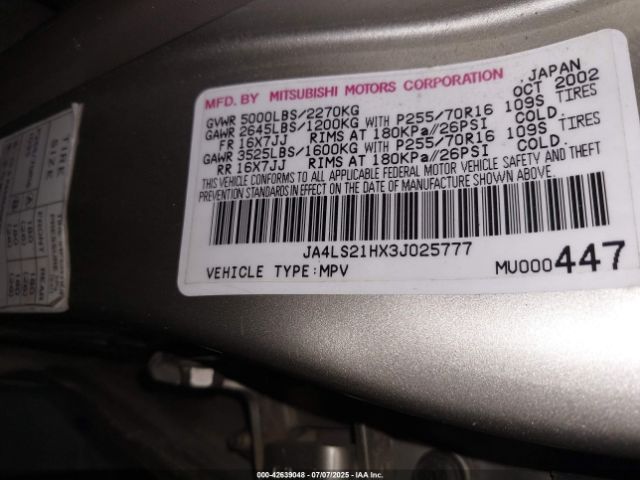 MFD. BY MITSUBISHI MOTORS CORPORATION JAPAN
GVWR 5000LBS/2270KG OCT 2002
GAWR 2645LBS/1200KG WITH P255/70R16 109S TIRES
FR 16X7JJ RIMS AT 180KPa//26PSI COLD.
GAWR 3525LBS/1600KG WITH P255/70R16 109S TIRES
RR 16X7JJ RIMS AT 180KPa//26PSI COLD.
THIS VEHICLE CONFORMS TO ALL APPLICABLE FEDERAL MOTOR VEHICLE SAFETY AND THEFT
PREVENTION STANDARDS IN EFFECT ON THE DATE OF MANUFACTURE SHOWN ABOVE.
JA4LS21HX3J025777
VEHICLE TYPE:MPV MU000447
TIRE
SIZE
FRONT
REAR
000-42639048 - 07/07/2025 - IAA Inc.